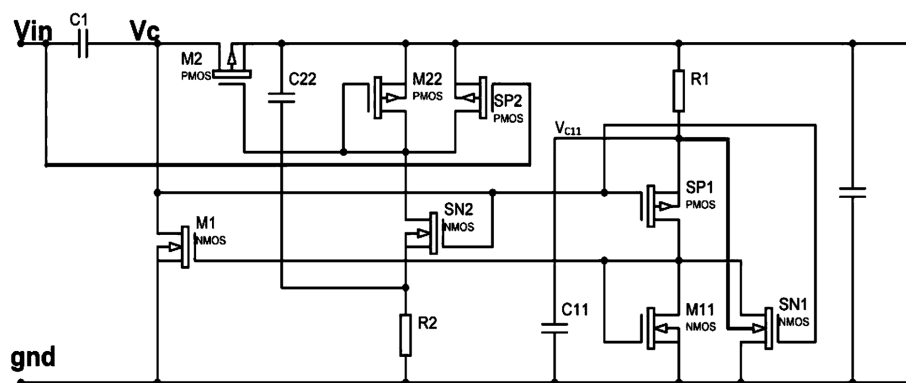 C1
Vin
Vc
M2
PMOS
C22
M22
PMOS
SP2
PMOS
R1
VC11
SP1
PMOS
M1
NMOS
SN2
NMOS
R2
C11
M11
NMOS
SN1
NMOS
gnd